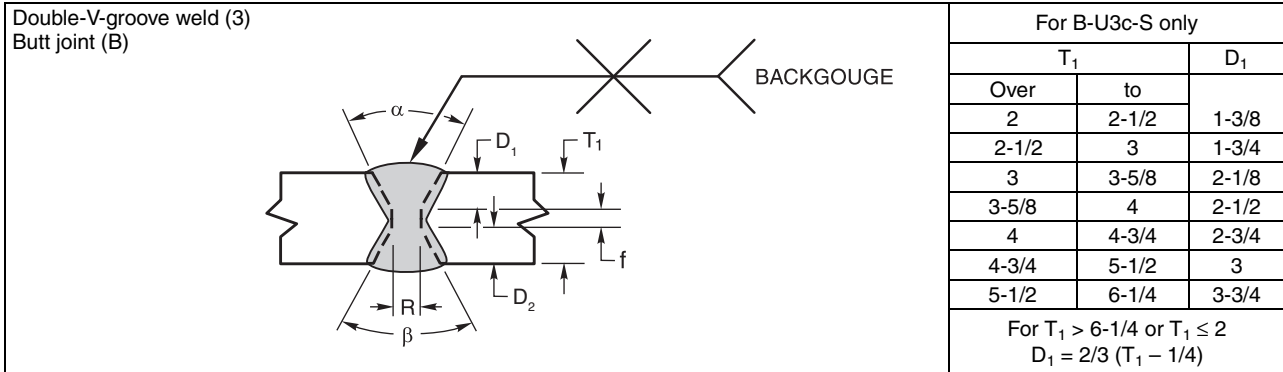 Double-V-groove weld (3)
Butt joint (B)
BACKGOUGE
α
D₁
T₁
f
D₂
R
β
For B-U3c-S only
T₁ D₁
Over to
2 2-1/2 1-3/8
2-1/2 3 1-3/4
3 3-5/8 2-1/8
3-5/8 4 2-1/2
4 4-3/4 2-3/4
4-3/4 5-1/2 3
5-1/2 6-1/4 3-3/4
For T₁ > 6-1/4 or T₁ ≤ 2
D₁ = 2/3 (T₁ – 1/4)